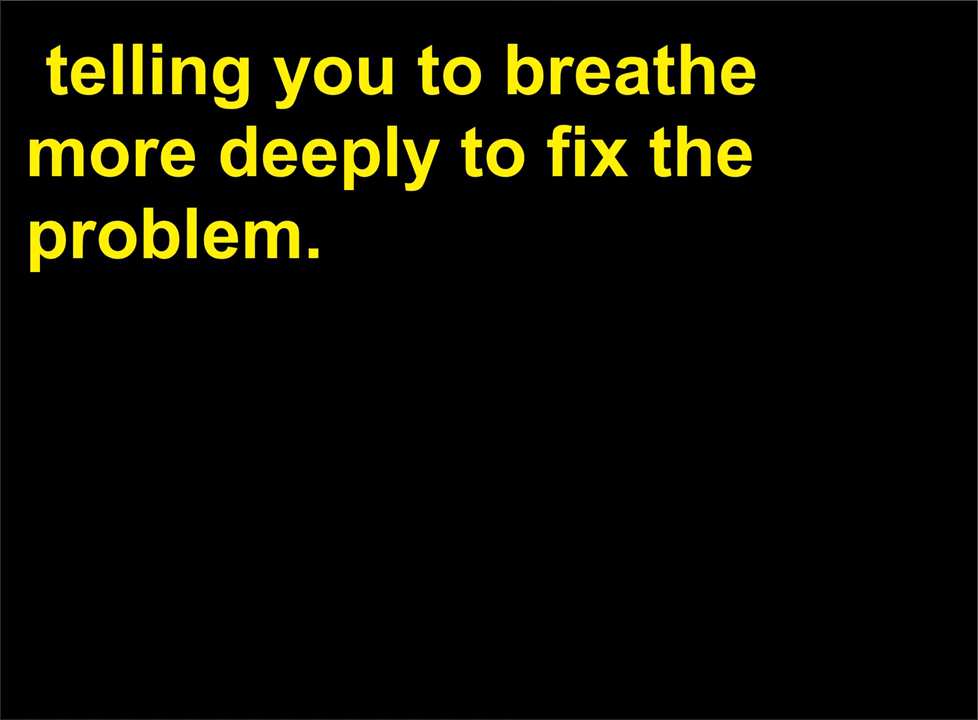 telling you to breathe
more deeply to fix the
problem.